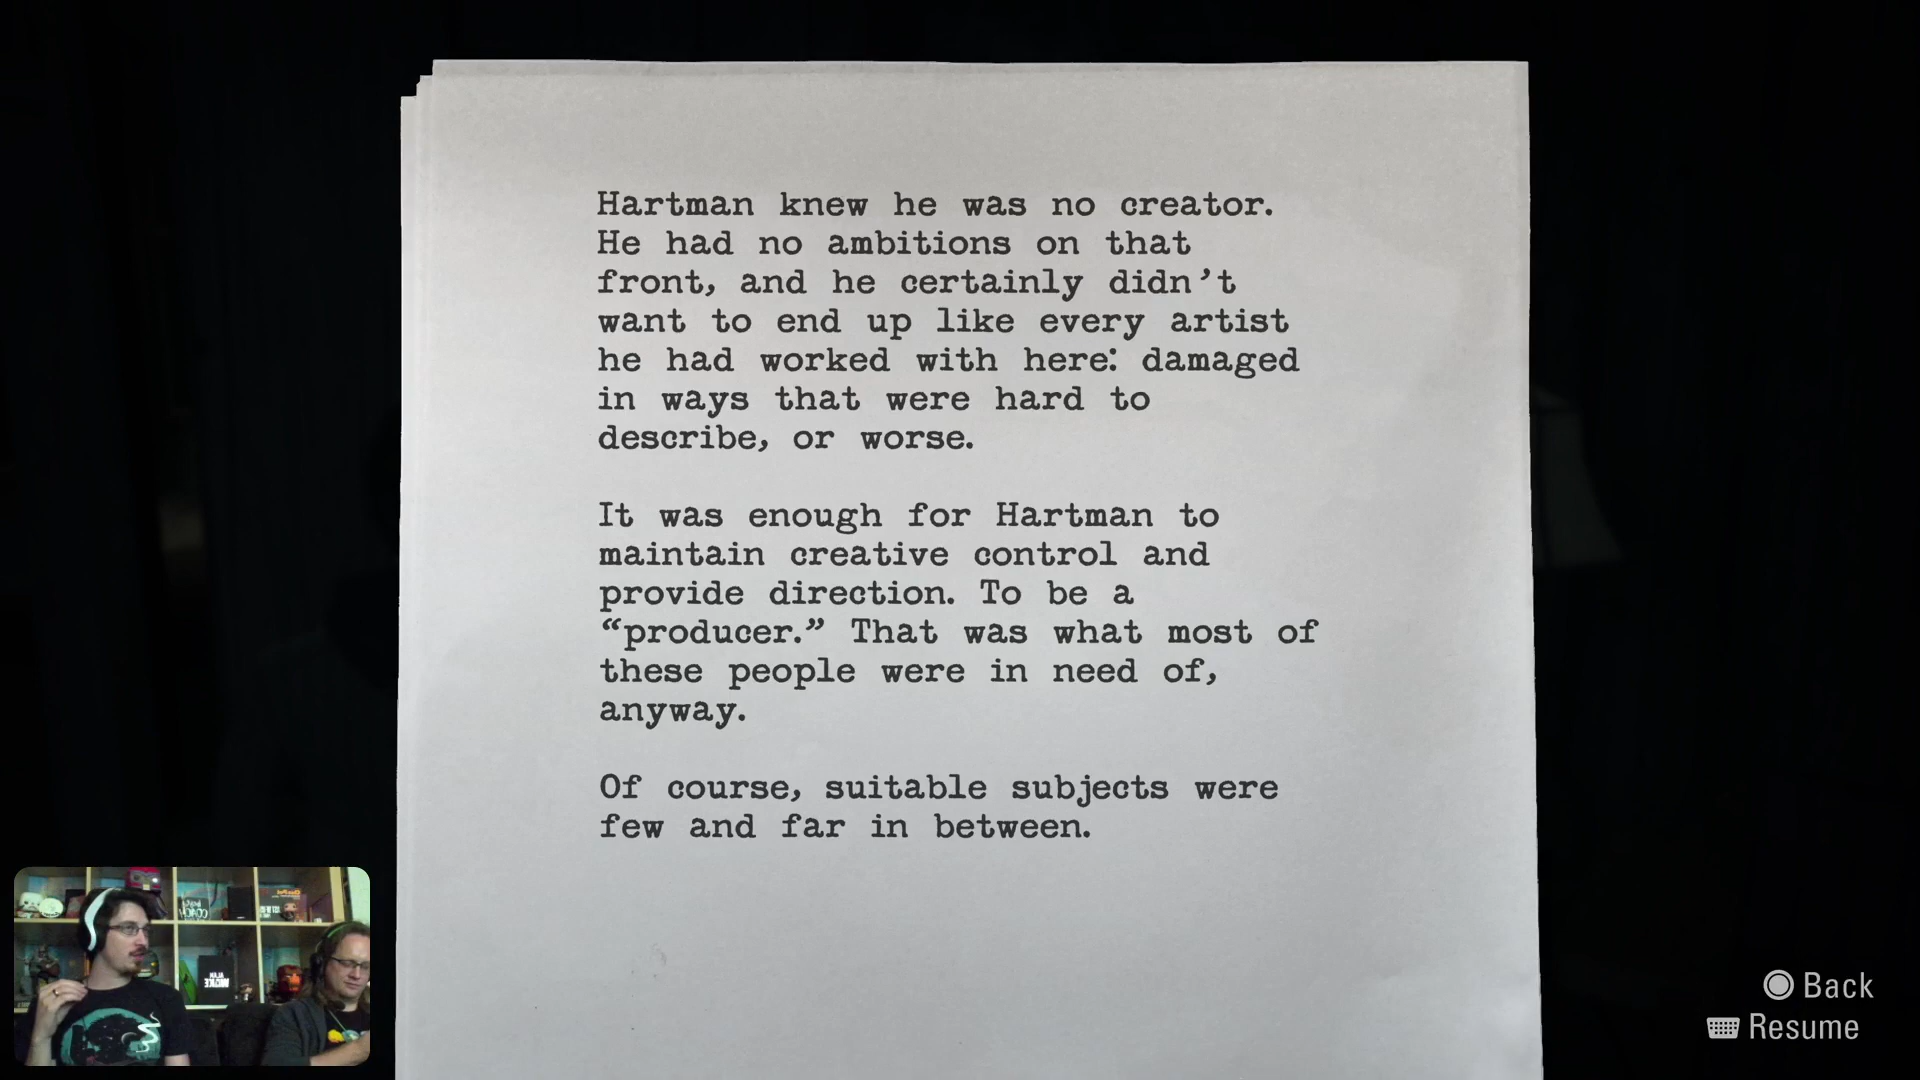 Hartman knew he was no creator.
He had no ambitions on that
front, and he certainly didn’t
want to end up like every artist
he had worked with here: damaged
in ways that were hard to
describe, or worse.
It was enough for Hartman to
maintain creative control and
provide direction. To be a
“producer.” That was what most of
these people were in need of,
anyway.
Of course, suitable subjects were
few and far in between.
Back
Resume
ALAN
WAKE